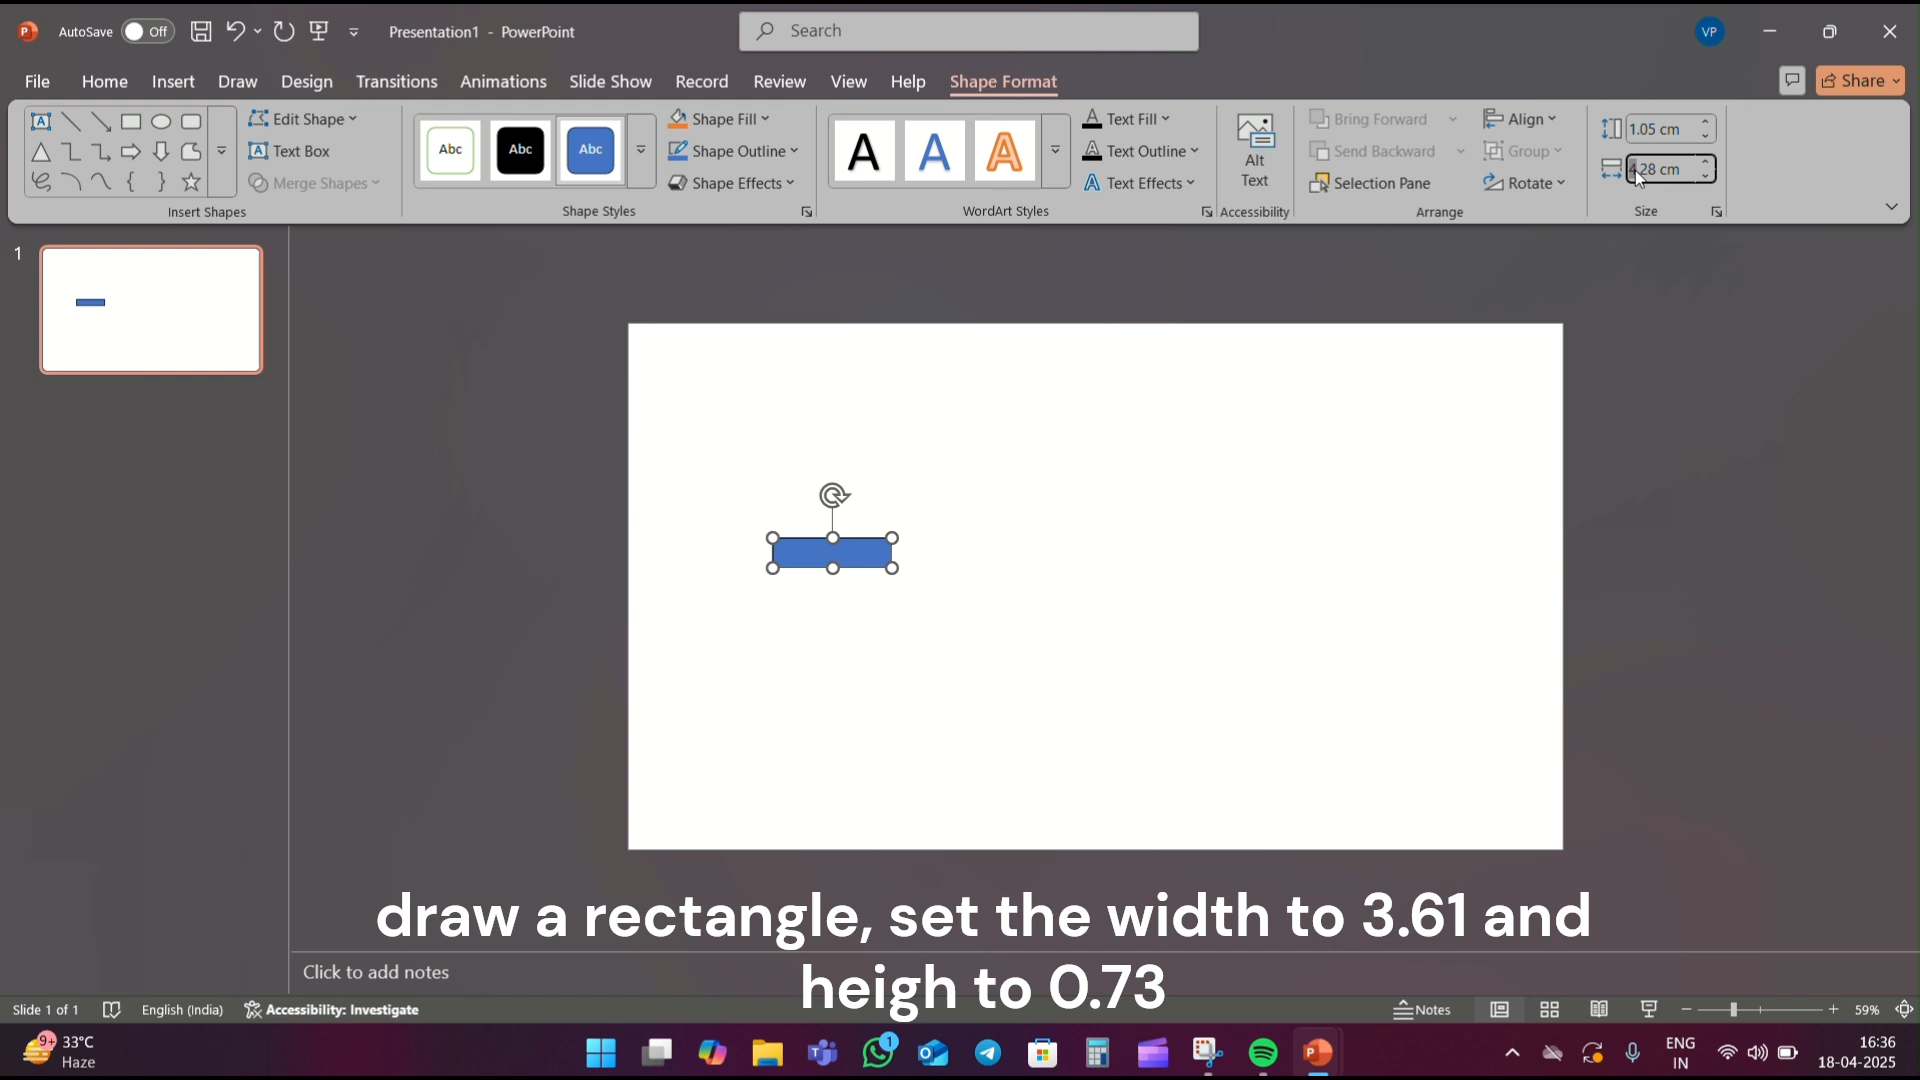 AutoSave Off Presentation1 - PowerPoint Search VP
File Home Insert Draw Design Transitions Animations Slide Show Record Review View Help Shape Format Share
Edit Shape
Text Box
Merge Shapes
Insert Shapes
Abc Abc Abc
Shape Fill
Shape Outline
Shape Effects
Shape Styles
A A A
Text Fill
Text Outline
Text Effects
WordArt Styles
Alt
Text
Accessibility
Bring Forward
Send Backward
Selection Pane
Align
Group
Rotate
Arrange
1.05 cm
4.28 cm
Size
1
draw a rectangle, set the width to 3.61 and
heigh to 0.73
Click to add notes
Slide 1 of 1 English (India) Accessibility: Investigate Notes 59%
9+ 33°C
Haze
1
ENG
IN
16:36
18-04-2025